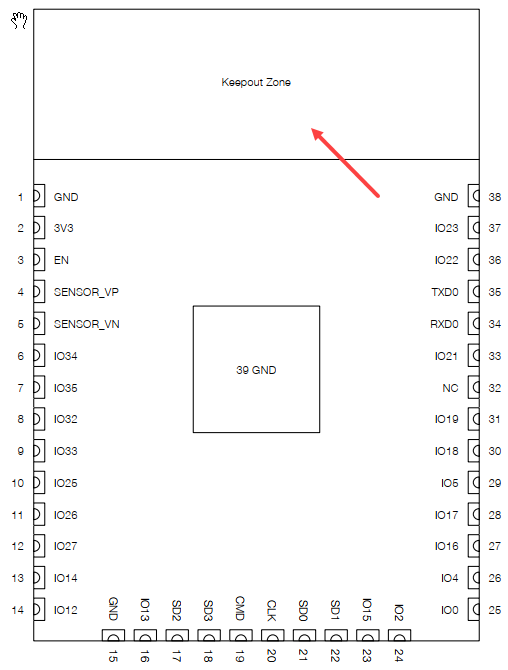 Keepout Zone
1 GND
GND 38
2 3V3
IO23 37
3 EN
IO22 36
4 SENSOR_VP
TXD0 35
5 SENSOR_VN
RXD0 34
6 IO34
IO21 33
39 GND
7 IO35
NC 32
8 IO32
IO19 31
9 IO33
IO18 30
10 IO25
IO5 29
11 IO26
IO17 28
12 IO27
IO16 27
13 IO14
IO4 26
14 IO12
IO0 25
GND 15
IO13 16
SD2 17
SD3 18
CMD 19
CLK 20
SD0 21
SD1 22
IO15 23
IO2 24